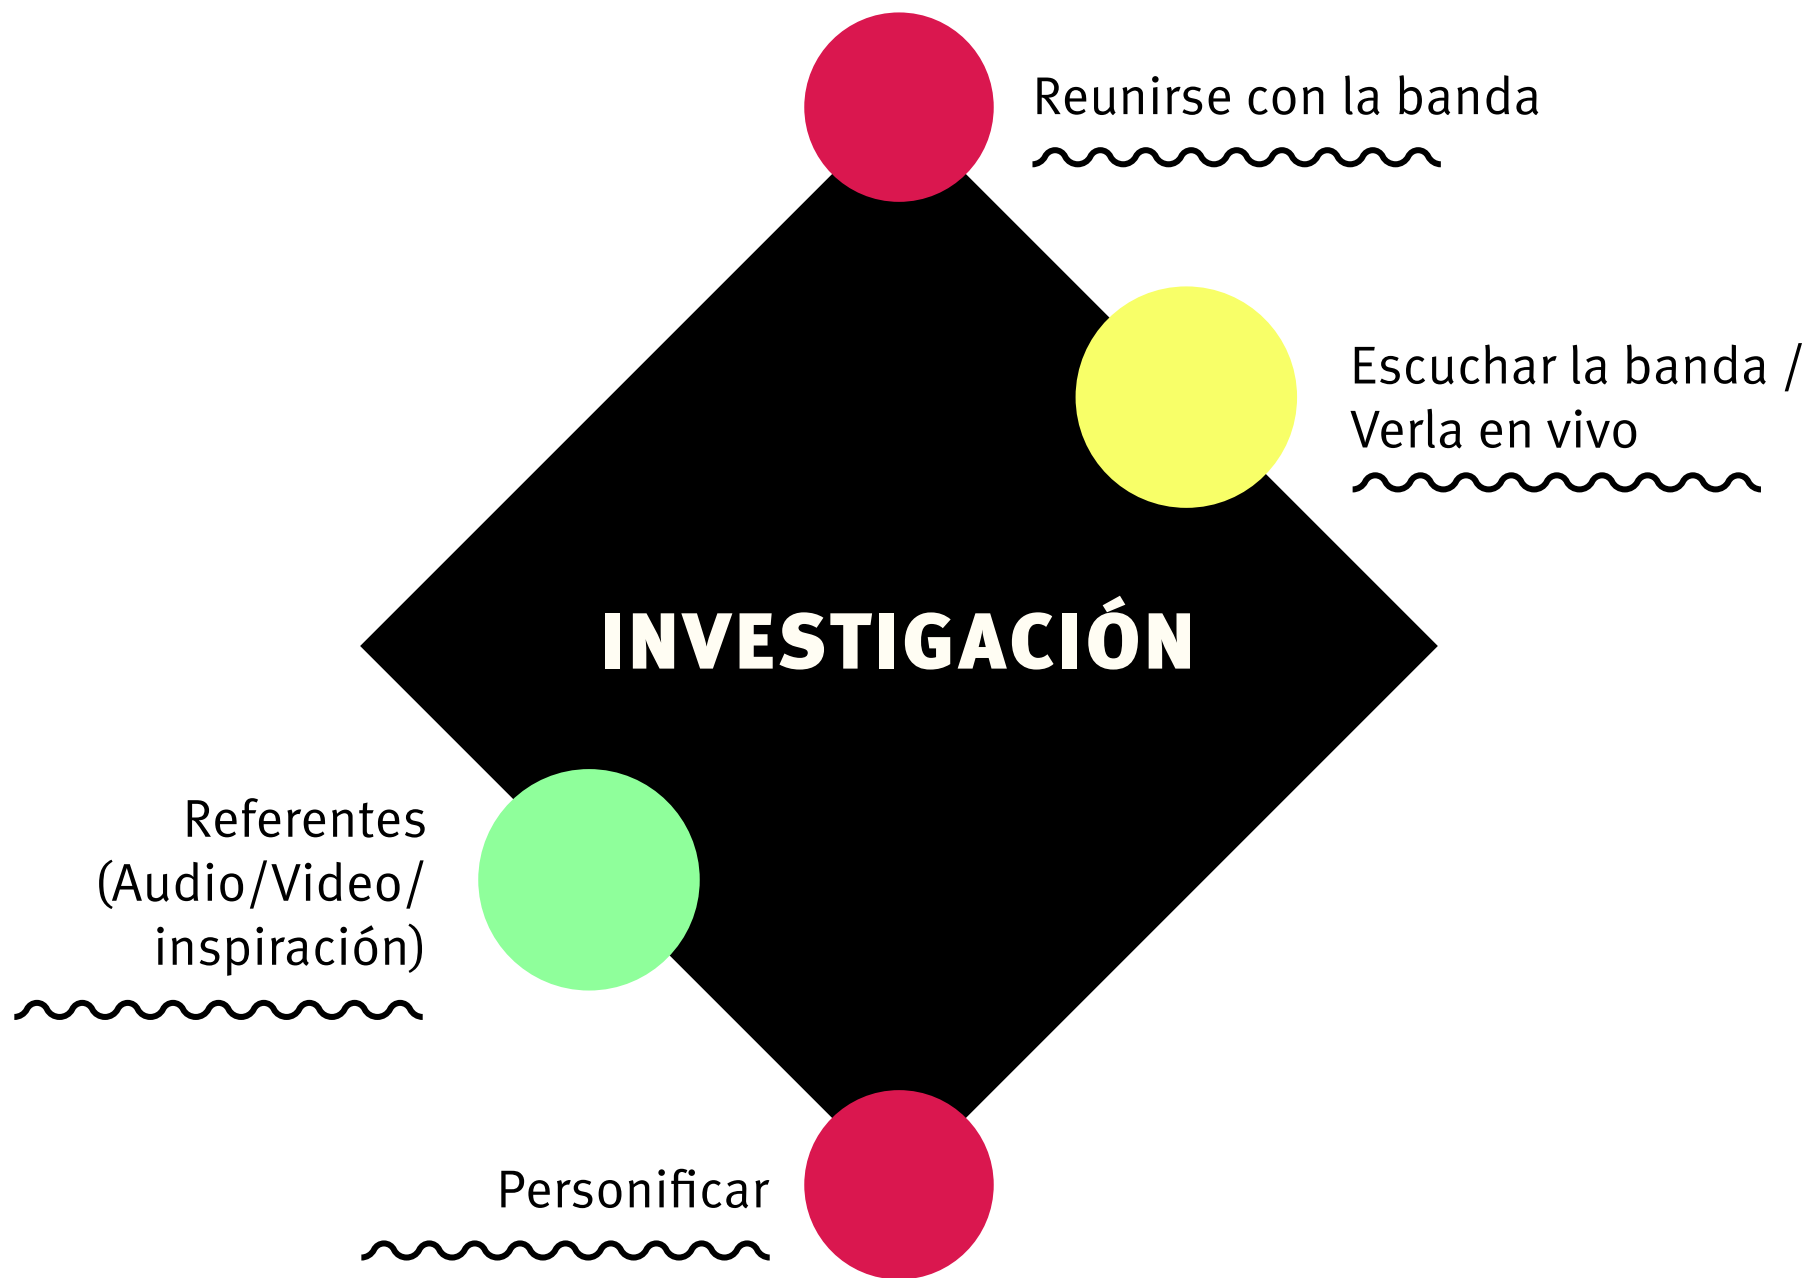 Reunirse con la banda
Escuchar la banda /
Verla en vivo
INVESTIGACIÓN
Referentes
(Audio/Video/
inspiración)
Personificar